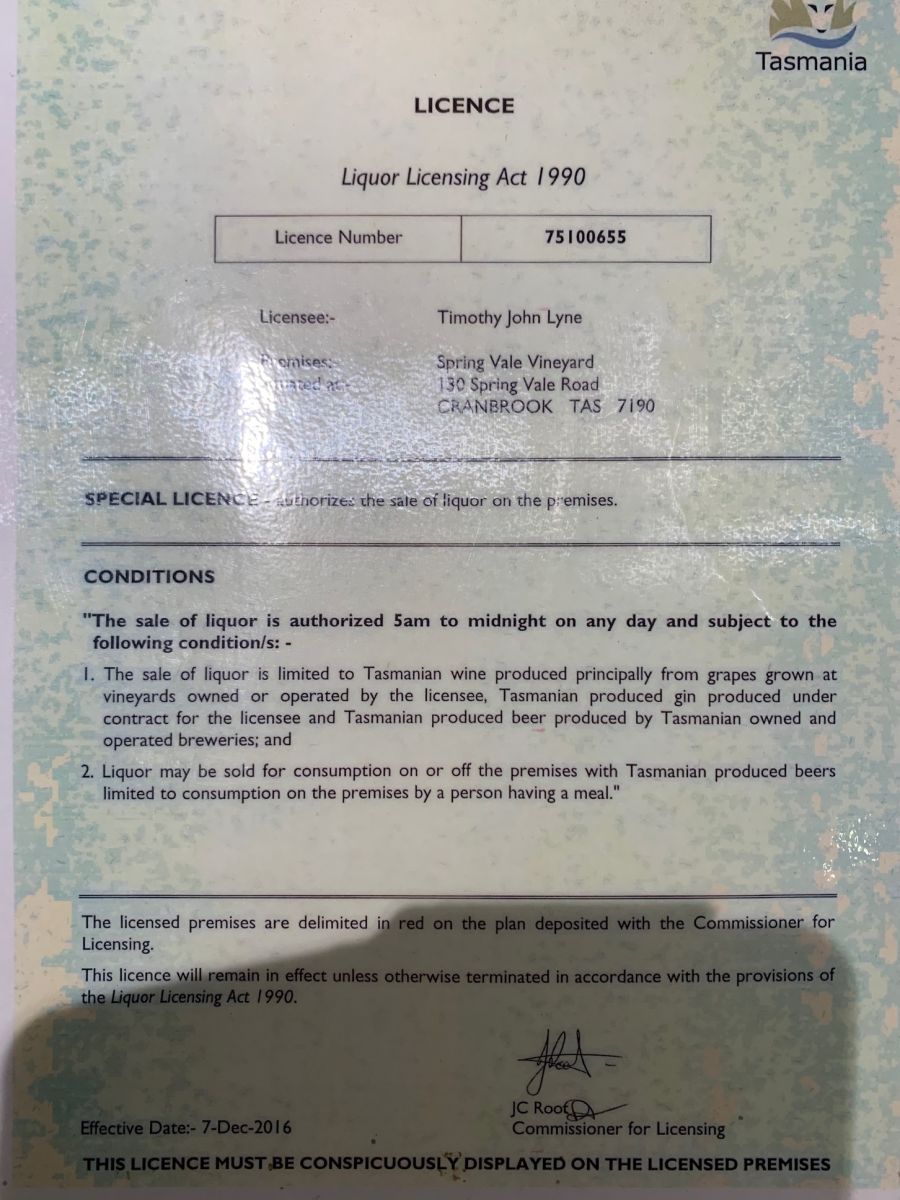 Tasmania
LICENCE
Liquor Licensing Act 1990
Licence Number 75100655
Licensee:- Timothy John Lyne
Premises:- Spring Vale Vineyard
situated at:- 130 Spring Vale Road
CRANBROOK TAS 7190
SPECIAL LICENCE - authorizes the sale of liquor on the premises.
CONDITIONS
"The sale of liquor is authorized 5am to midnight on any day and subject to the
following condition/s: -
1. The sale of liquor is limited to Tasmanian wine produced principally from grapes grown at
vineyards owned or operated by the licensee, Tasmanian produced gin produced under
contract for the licensee and Tasmanian produced beer produced by Tasmanian owned and
operated breweries; and
2. Liquor may be sold for consumption on or off the premises with Tasmanian produced beers
limited to consumption on the premises by a person having a meal."
The licensed premises are delimited in red on the plan deposited with the Commissioner for
Licensing.
This licence will remain in effect unless otherwise terminated in accordance with the provisions of
the Liquor Licensing Act 1990.
JC Root
Effective Date:- 7-Dec-2016 Commissioner for Licensing
THIS LICENCE MUST BE CONSPICUOUSLY DISPLAYED ON THE LICENSED PREMISES